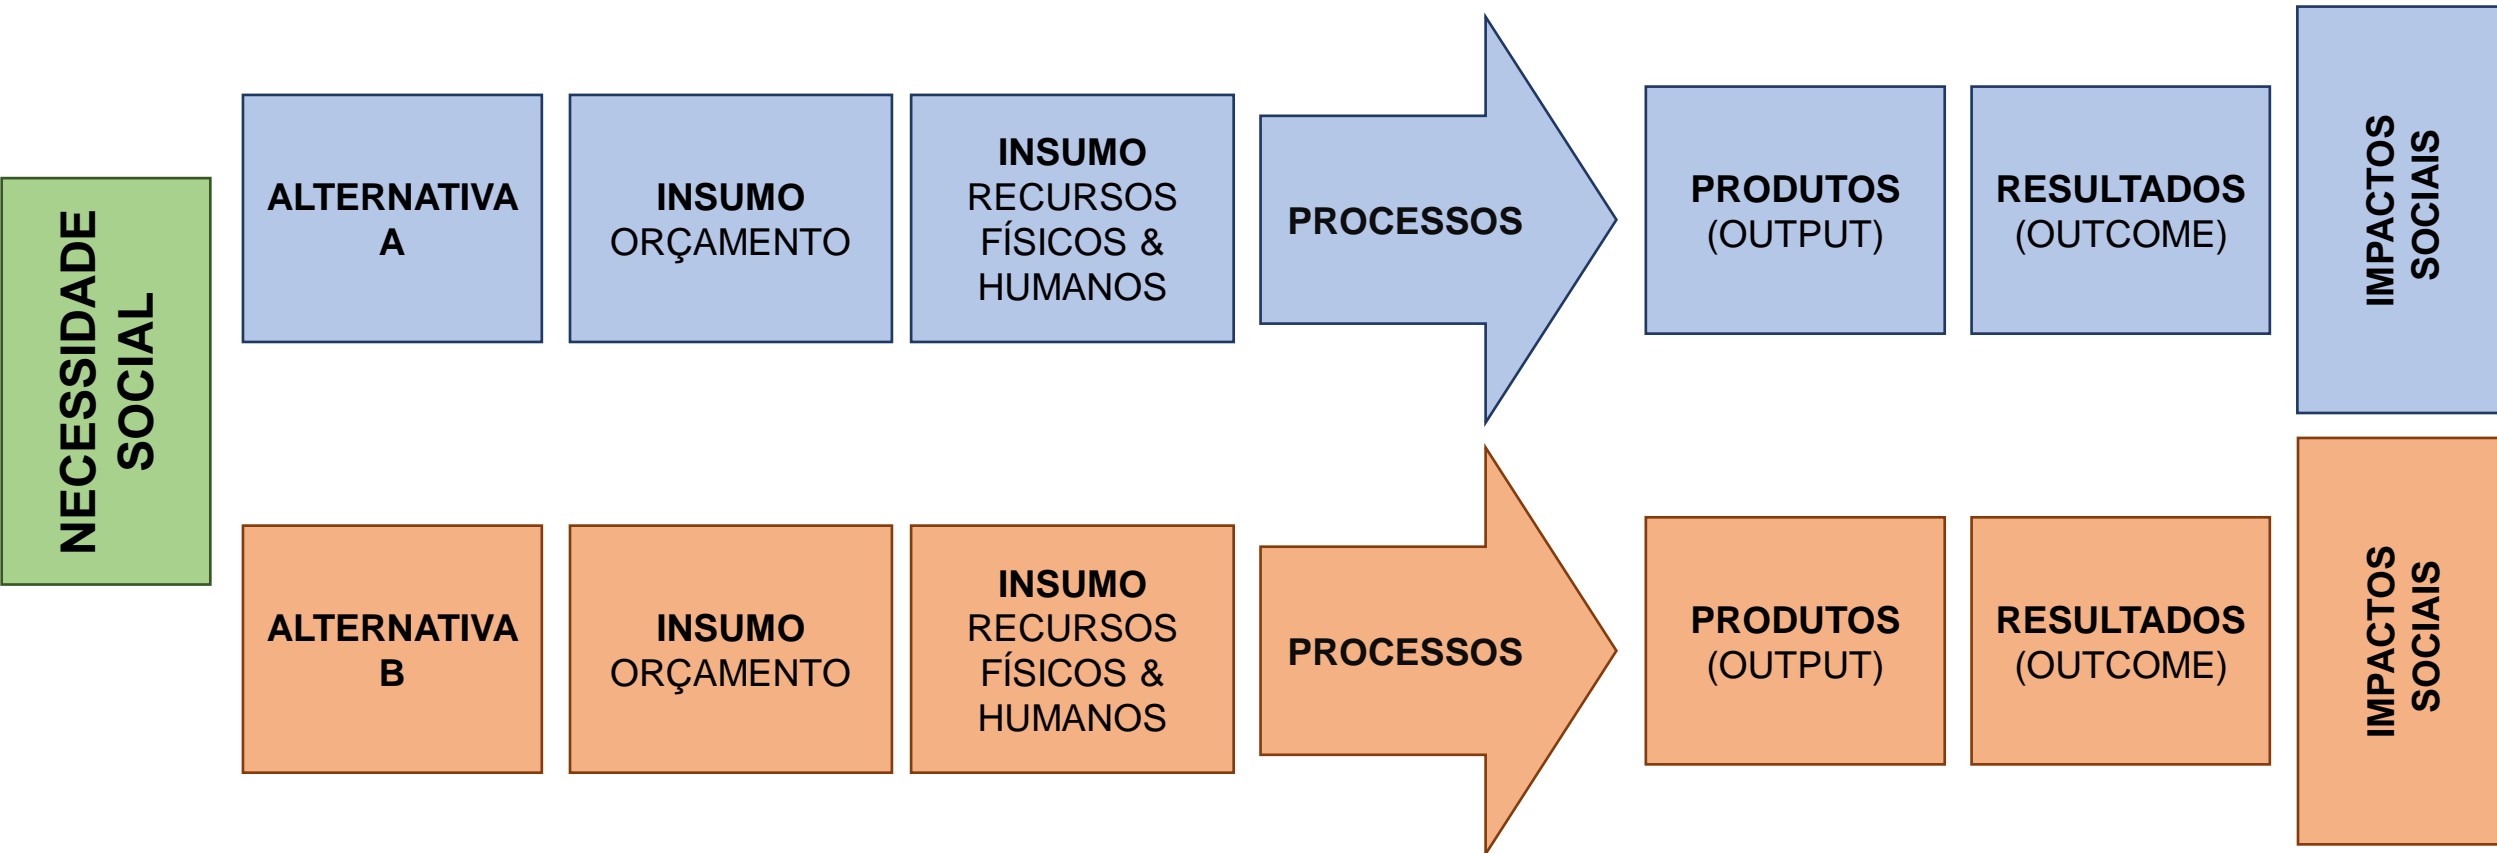 NECESSIDADE
SOCIAL
ALTERNATIVA
A
INSUMO
ORÇAMENTO
INSUMO
RECURSOS
FÍSICOS &
HUMANOS
PROCESSOS
PRODUTOS
(OUTPUT)
RESULTADOS
(OUTCOME)
IMPACTOS
SOCIAIS
ALTERNATIVA
B
INSUMO
ORÇAMENTO
INSUMO
RECURSOS
FÍSICOS &
HUMANOS
PROCESSOS
PRODUTOS
(OUTPUT)
RESULTADOS
(OUTCOME)
IMPACTOS
SOCIAIS